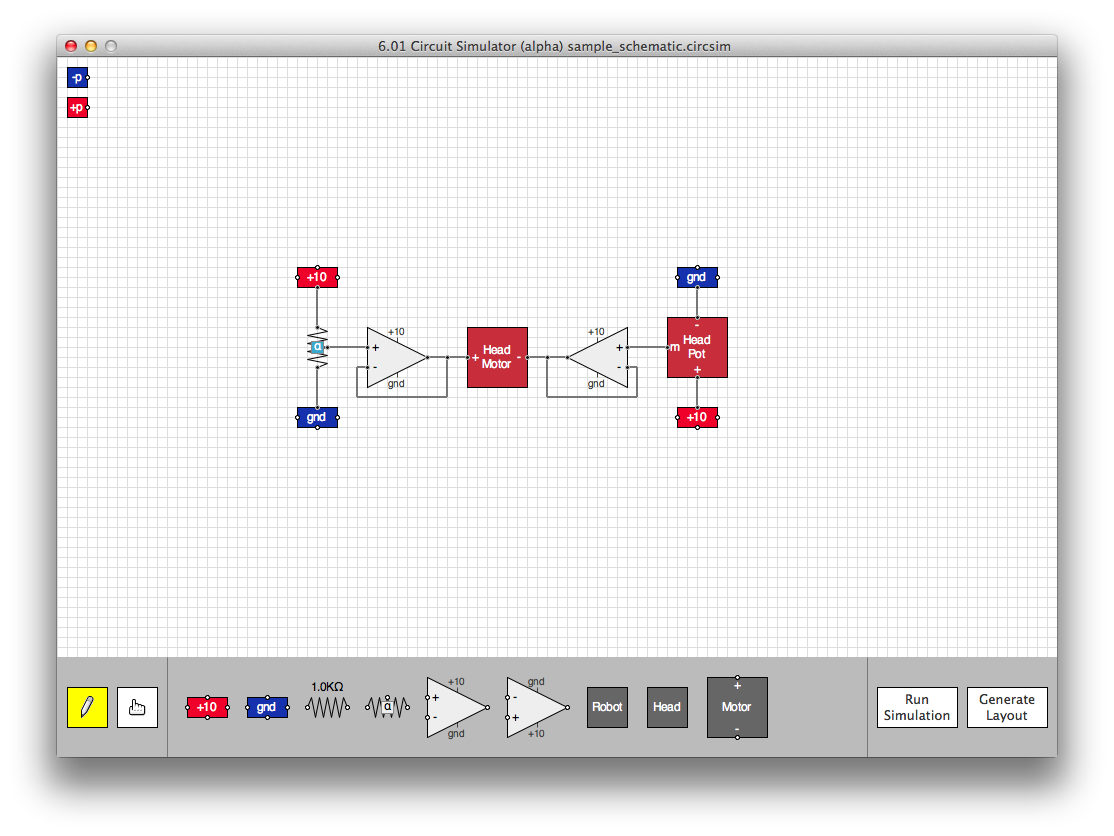 6.01 Circuit Simulator (alpha) sample_schematic.circsim
-p
+p
+10
gnd
+10
+10
α
+
Head
Motor
+
-
+
m
-
Head
Pot
+
-
-
gnd
gnd
gnd
+10
1.0KΩ
+10
gnd
+10
gnd
α
+
-
gnd
-
+
+10
Robot
Head
+
Motor
-
Run
Simulation
Generate
Layout